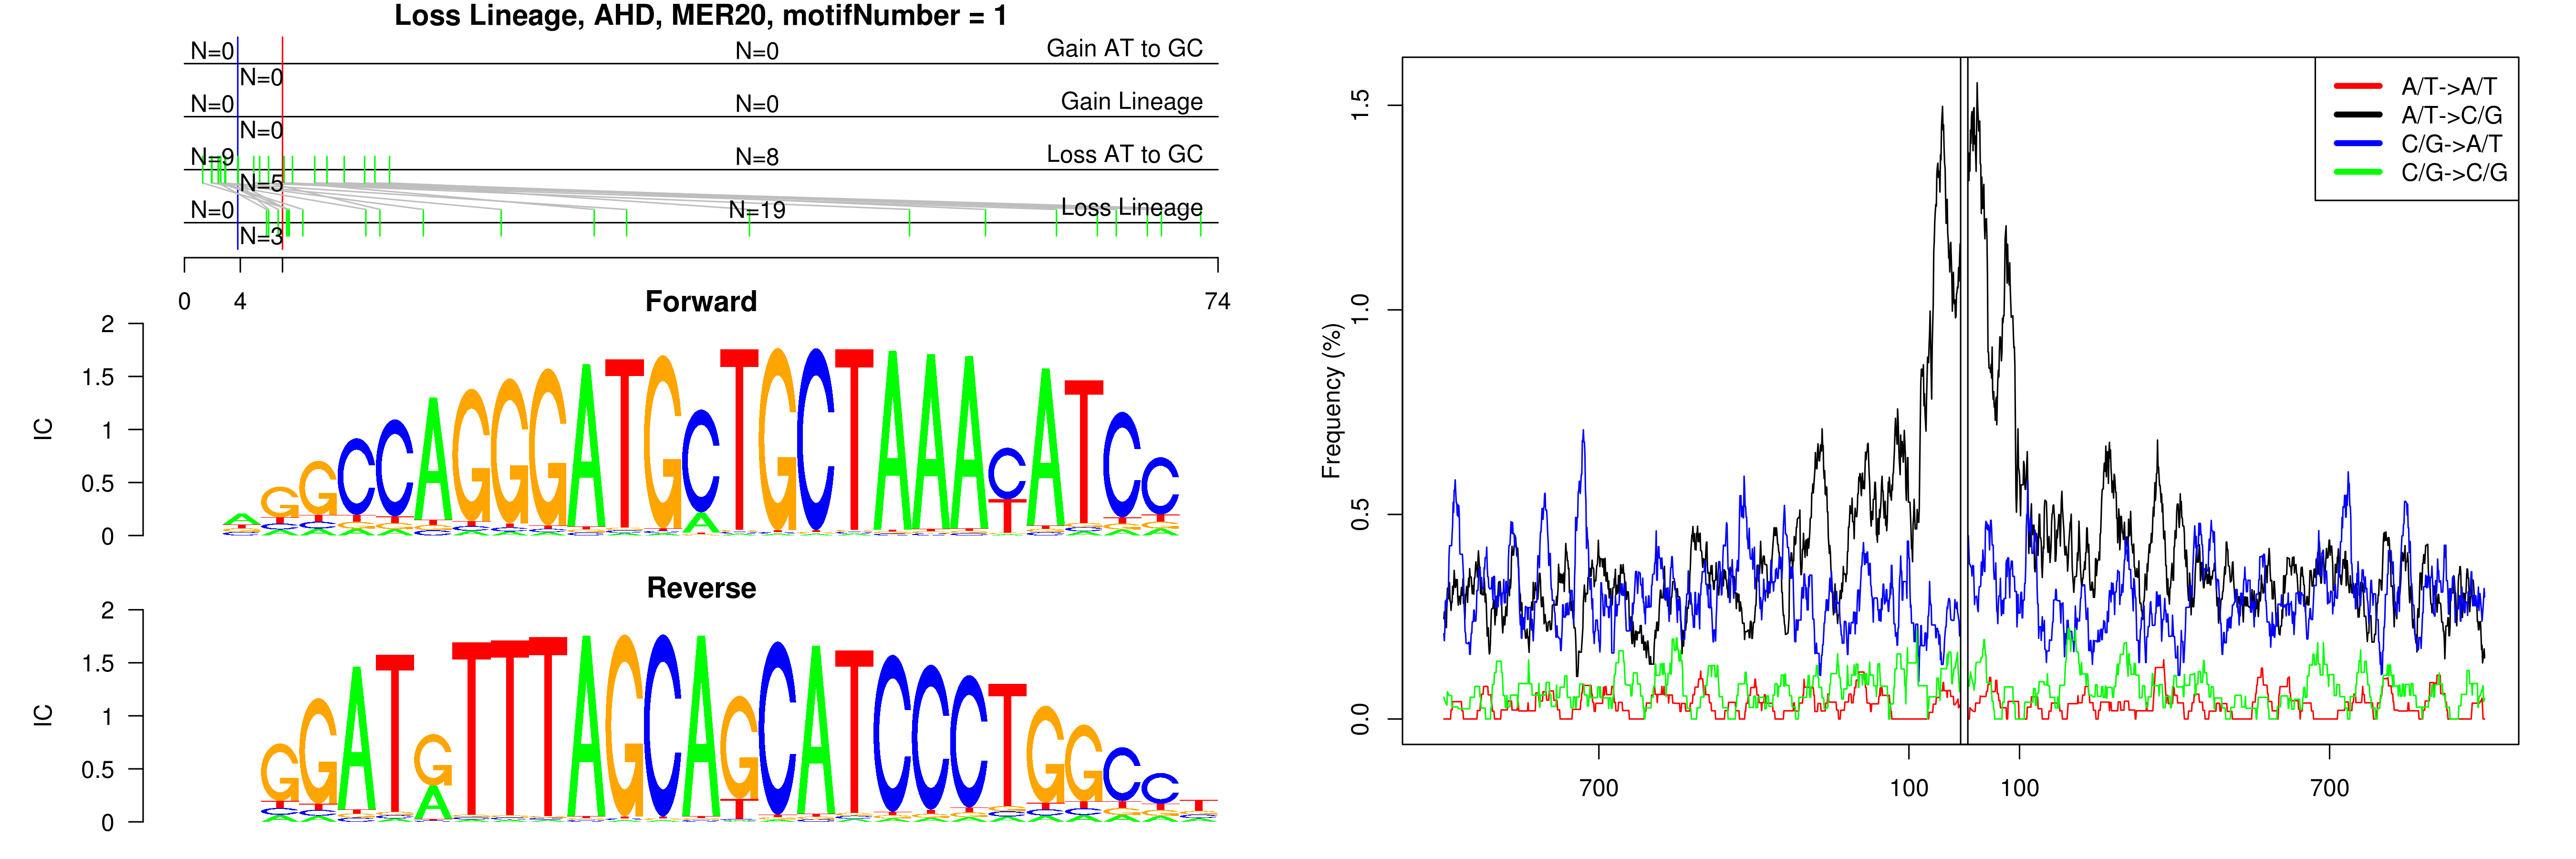 Loss Lineage, AHD, MER20, motifNumber = 1
N=0 N=0 Gain AT to GC
N=0
N=0 N=0 Gain Lineage
N=0
N=9 N=8 Loss AT to GC
N=5
N=0 N=19 Loss Lineage
N=3
0 4 74
Forward
2
1.5
1
0.5
0
IC
AGGCCAGGGATGCTGCTAAACATCC
T
A
Reverse
2
1.5
1
0.5
0
IC
GGATGTTTAGCAGCATCCCTGGCCT
A
T
Frequency (%)
1.5
1.0
0.5
0.0
700 100 100 700
A/T->A/T
A/T->C/G
C/G->A/T
C/G->C/G